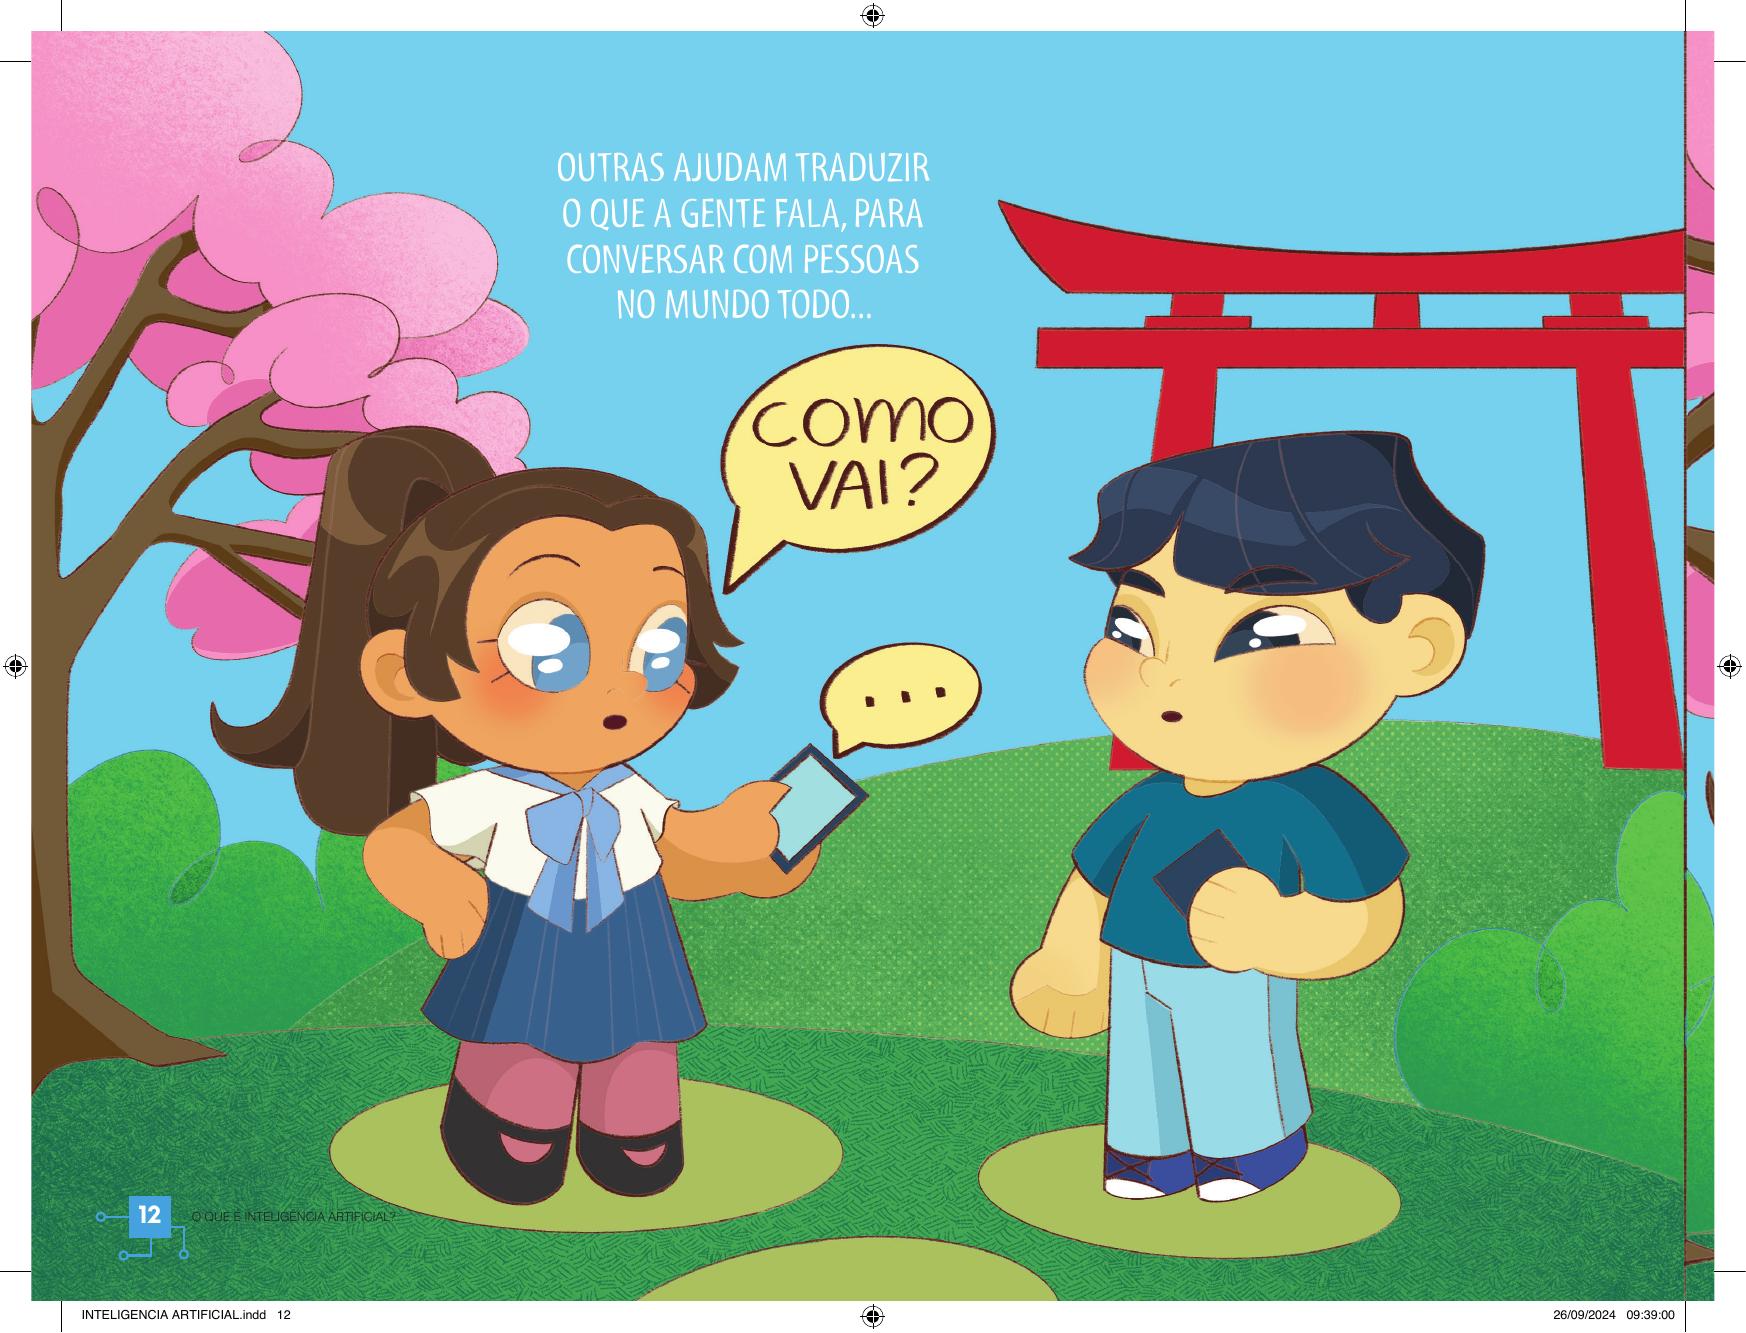 OUTRAS AJUDAM TRADUZIR
O QUE A GENTE FALA, PARA
CONVERSAR COM PESSOAS
NO MUNDO TODO...
COMO
VAI?
...
12
O QUE É INTELIGÊNCIA ARTIFICIAL?
INTELIGENCIA ARTIFICIAL.indd 12
26/09/2024 09:39:00